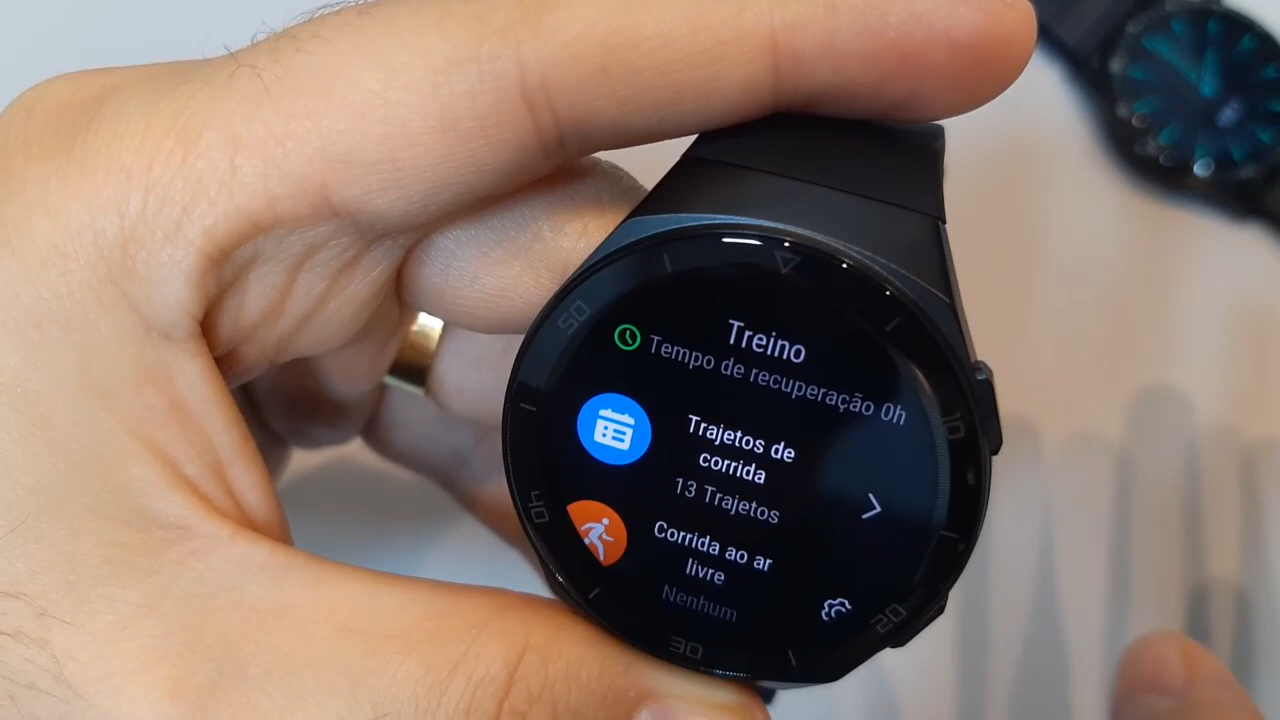 Treino
Tempo de recuperação 0h
Trajetos de
corrida
13 Trajetos
Corrida ao ar
livre
Nenhum
50
10
40
20
30